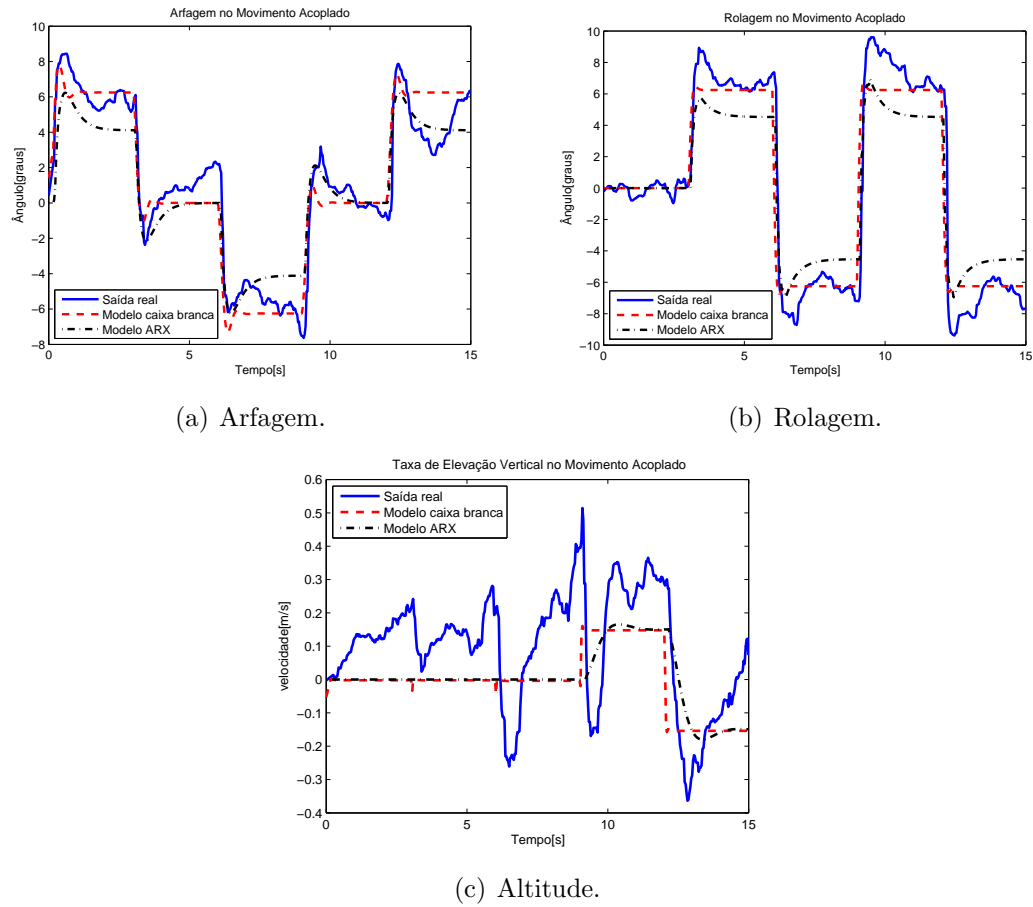 Arfagem no Movimento Acoplado
10
8
6
4
2
0
−2
−4
−6
−8
Ângulo[graus]
Saída real
Modelo caixa branca
Modelo ARX
0
5
10
15
Tempo[s]
(a) Arfagem.
Rolagem no Movimento Acoplado
10
8
6
4
2
0
−2
−4
−6
−8
−10
Ângulo[graus]
Saída real
Modelo caixa branca
Modelo ARX
0
5
10
15
Tempo[s]
(b) Rolagem.
Taxa de Elevação Vertical no Movimento Acoplado
0.6
0.5
0.4
0.3
0.2
0.1
0
−0.1
−0.2
−0.3
−0.4
velocidade[m/s]
Saída real
Modelo caixa branca
Modelo ARX
0
5
10
15
Tempo[s]
(c) Altitude.